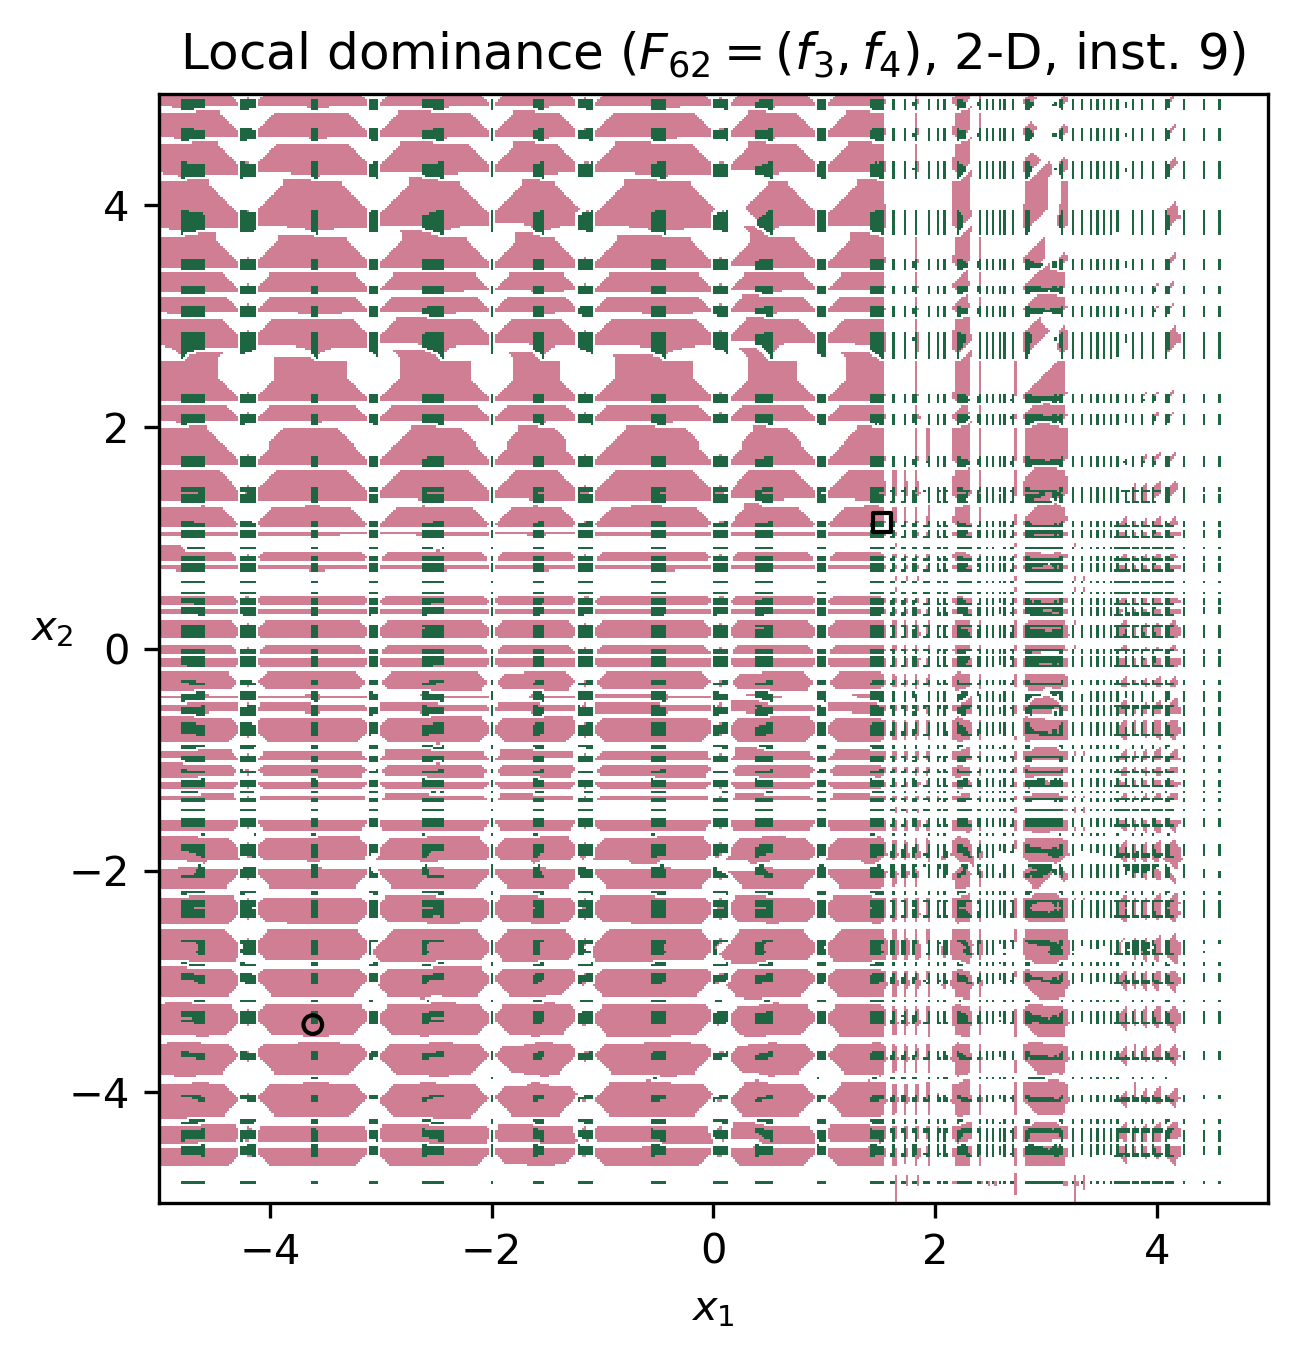 Local dominance (F₆₂ = (f₃, f₄), 2-D, inst. 9)
4
2
x₂
0
−2
−4
−4 −2 0 2 4
x₁